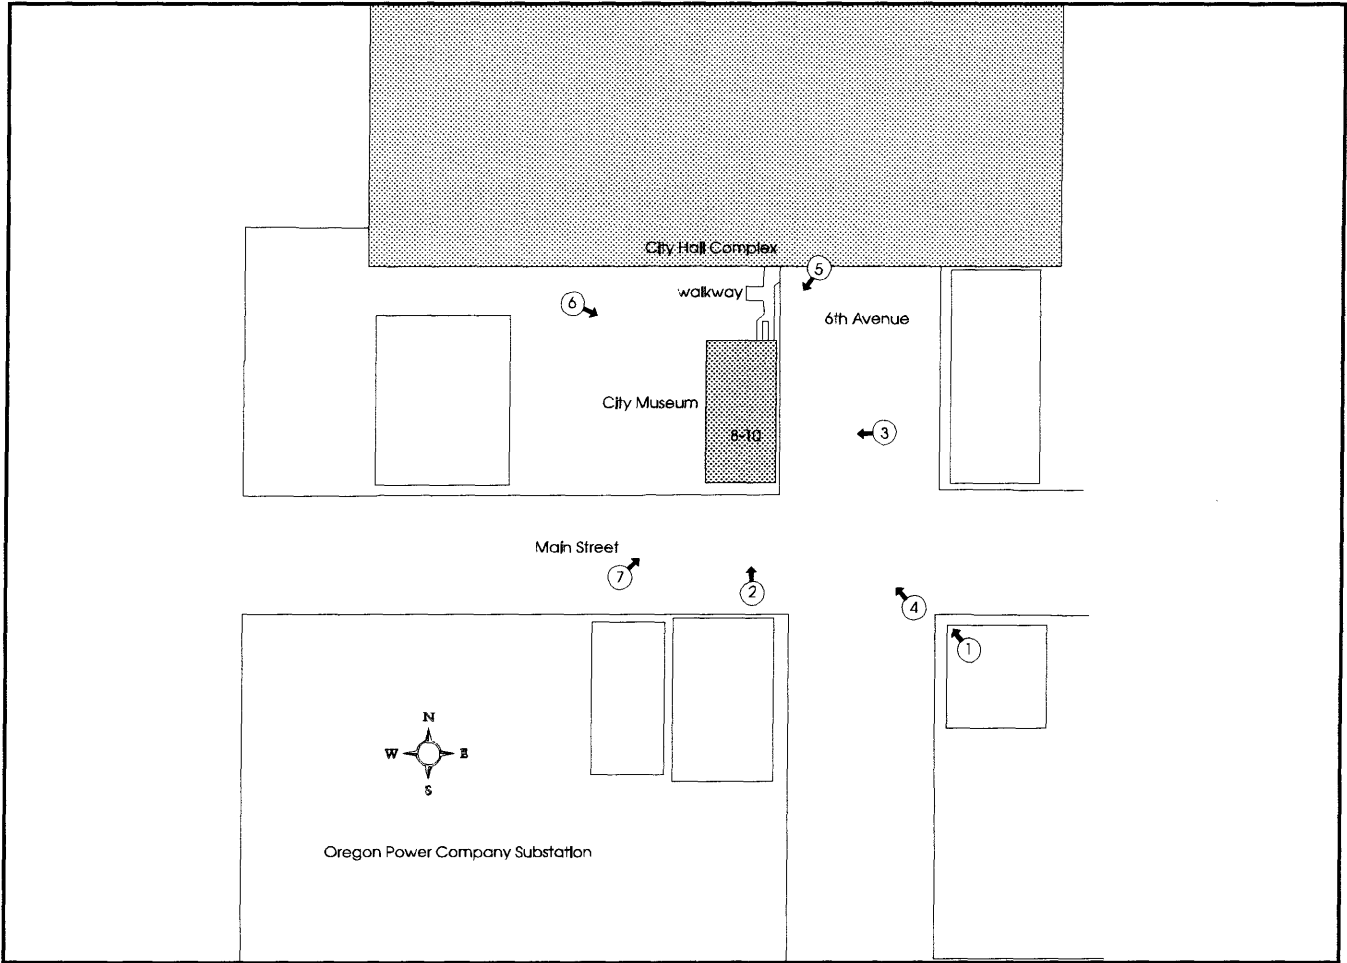 City Hall Complex
5
walkway
6
6th Avenue
City Museum
8-10
3
Main Street
7
2
4
1
N
W E
S
Oregon Power Company Substation